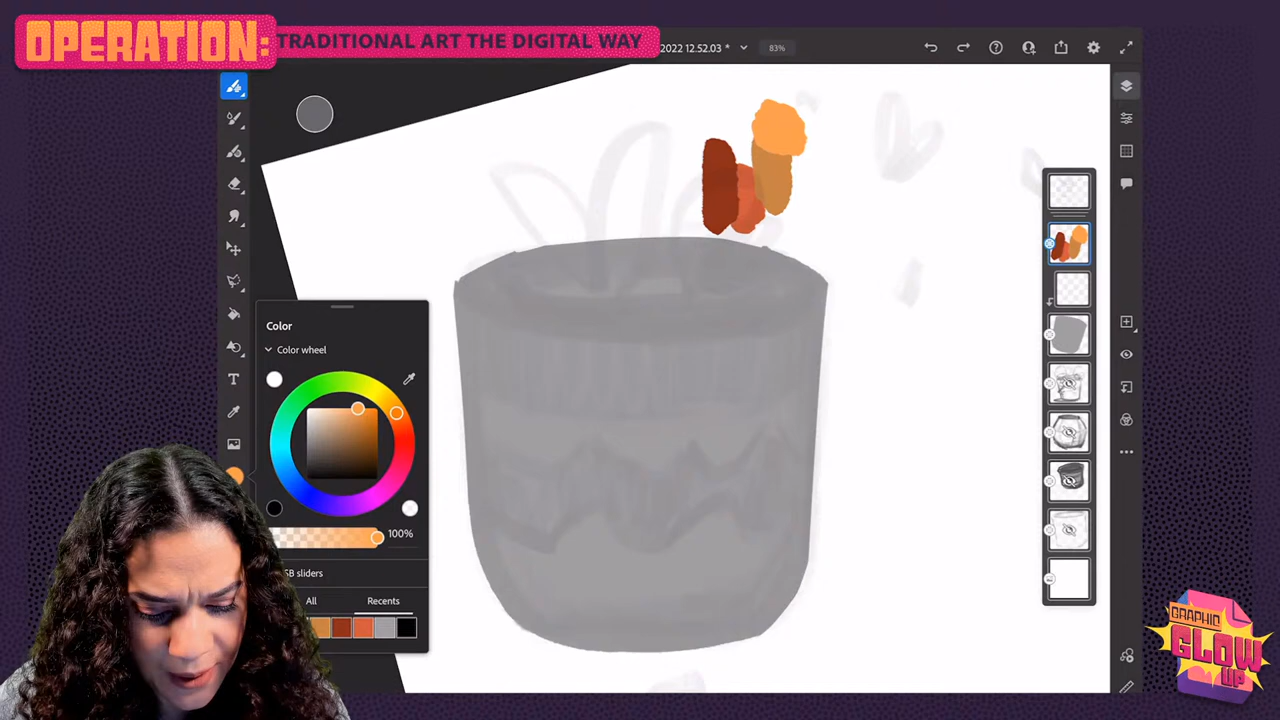 OPERATION:
TRADITIONAL ART THE DIGITAL WAY
2022 12.52.03 *
83%
Color
Color wheel
100%
SB sliders
All
Recents
T
GRAPHIC
GLOW
UP